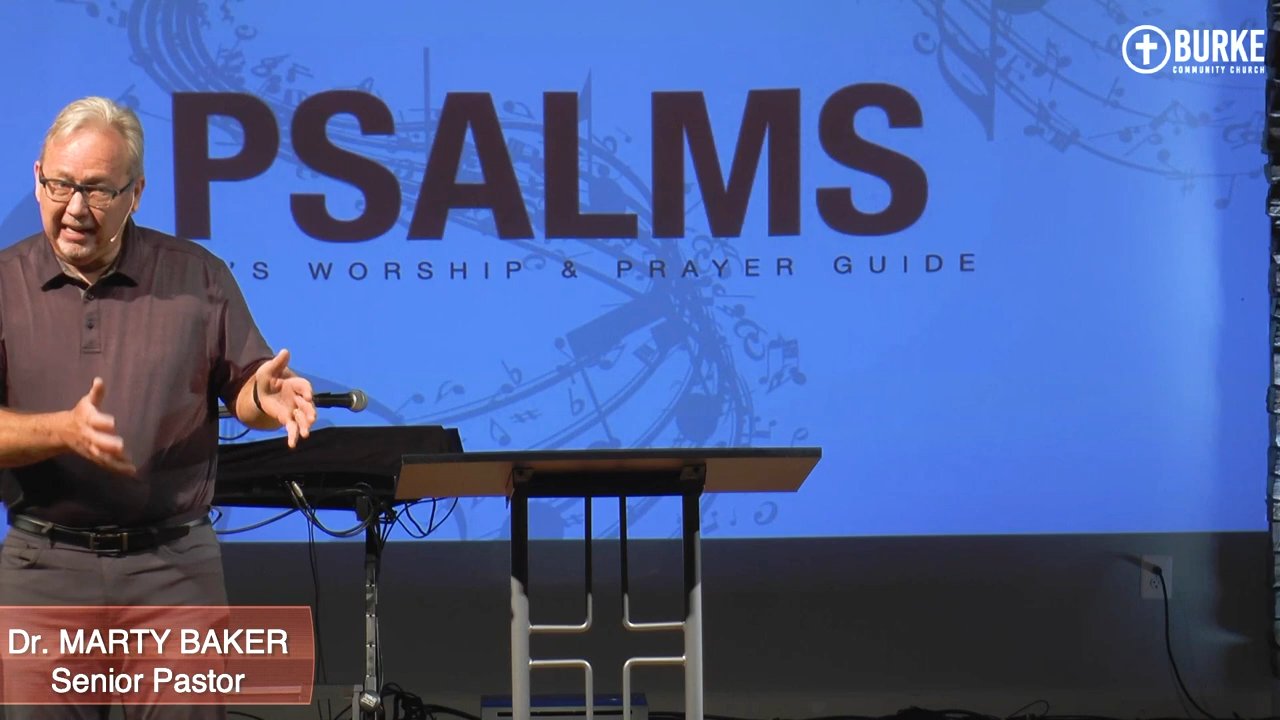 BURKE
COMMUNITY CHURCH
PSALMS
'S WORSHIP & PRAYER GUIDE
Dr. MARTY BAKER
Senior Pastor